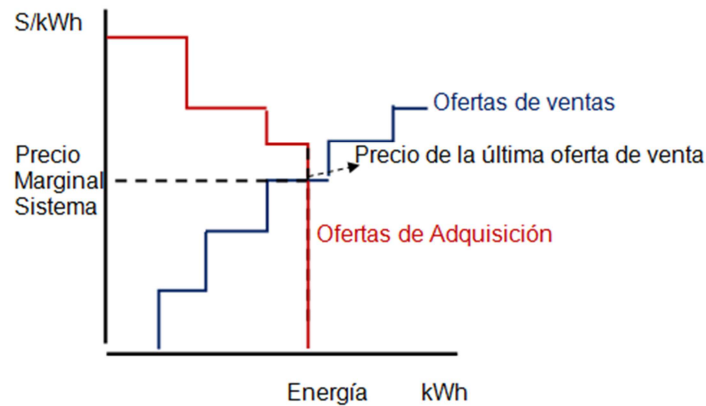 S/kWh
Ofertas de ventas
Precio
Marginal
Sistema
Precio de la última oferta de venta
Ofertas de Adquisición
Energía
kWh